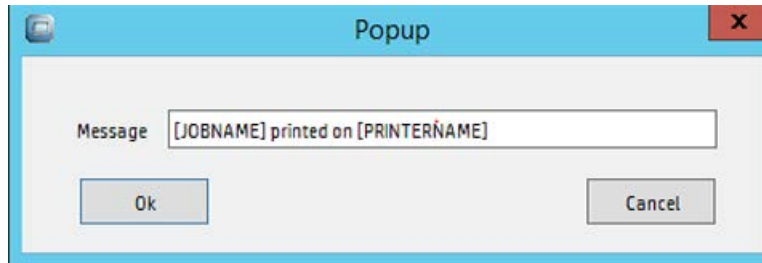 Popup
x
Message [JOBNAME] printed on [PRINTERNAME]
Ok Cancel